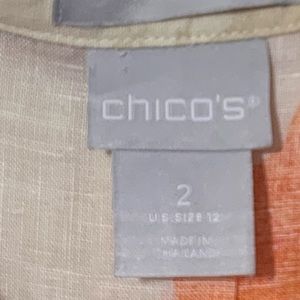 chico's®
2
U.S. SIZE 12
MADE IN
THAILAND